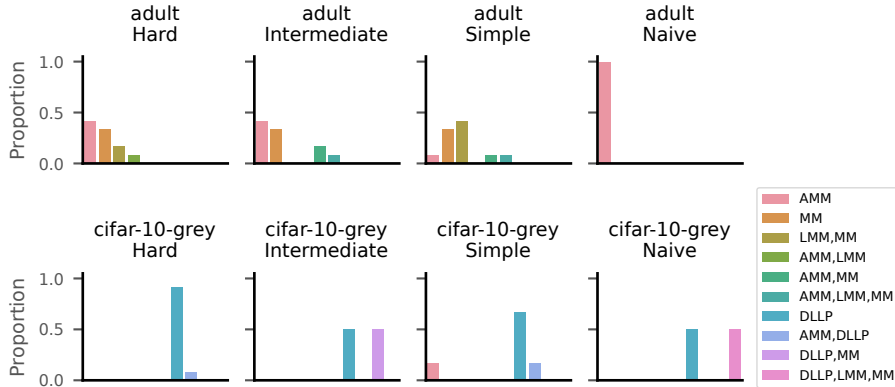 adult
Hard
adult
Intermediate
adult
Simple
adult
Naive
Proportion
1.0
0.5
0.0
cifar-10-grey
Hard
cifar-10-grey
Intermediate
cifar-10-grey
Simple
cifar-10-grey
Naive
Proportion
1.0
0.5
0.0
AMM
MM
LMM,MM
AMM,LMM
AMM,MM
AMM,LMM,MM
DLLP
AMM,DLLP
DLLP,MM
DLLP,LMM,MM